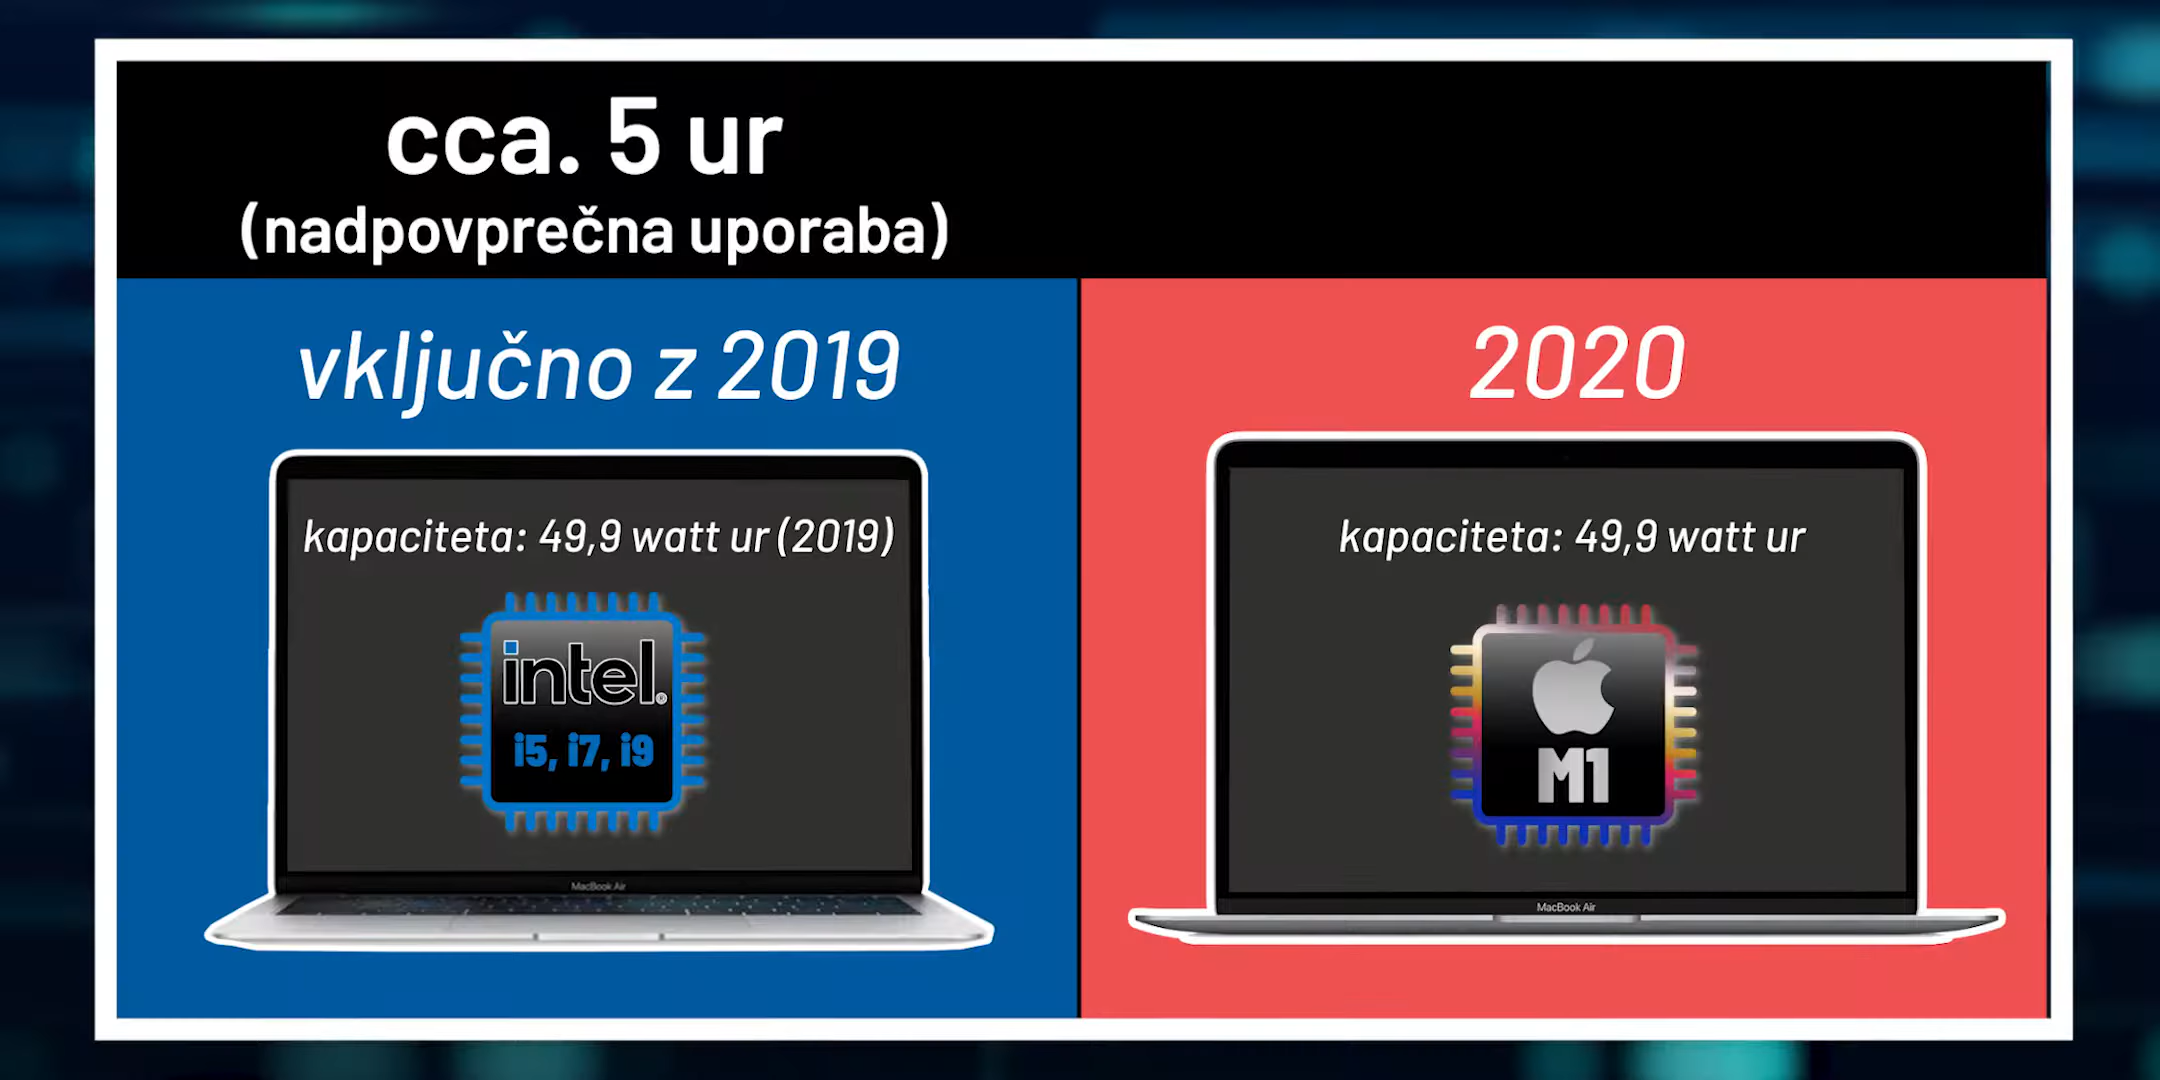 cca. 5 ur
(nadpovprečna uporaba)
vključno z 2019
2020
kapaciteta: 49,9 watt ur (2019)
kapaciteta: 49,9 watt ur
intel®
i5, i7, i9
M1
MacBook Air
MacBook Air